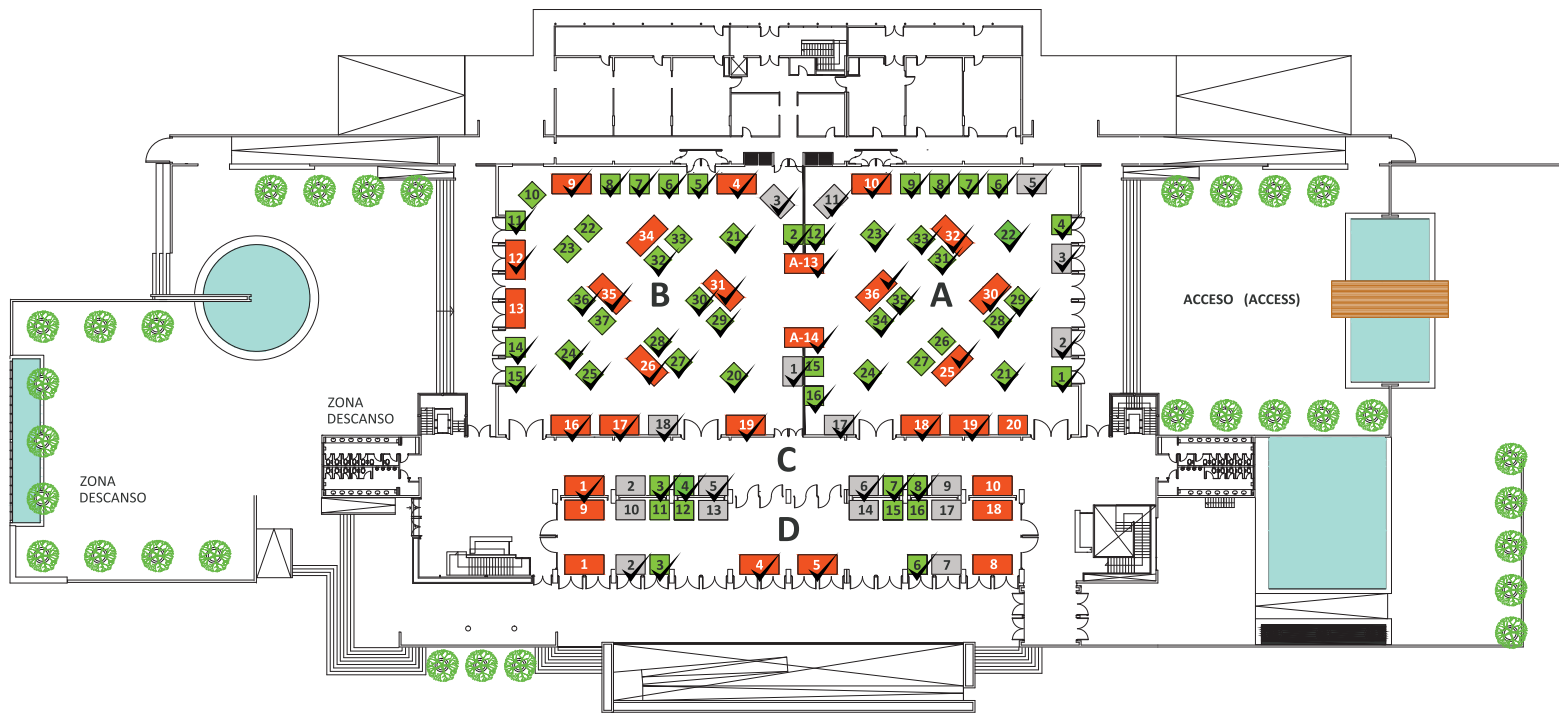 9 8 7 6 5 4 10 9 8 7 6 5
10 3 11
11 22 34 33 21 2 12 23 33 32 22 4
23 32 31
12 A-13 3
B A
36 35 30 31 36 35 30 29
ACCESO (ACCESS)
13 37 29 34 28
14 24 28 A-14 26 2
25 26 27 1 15 27 25
15 20 24 21 1
16
16 17 18 19 17 18 19 20
ZONA
DESCANSO
C
ZONA
DESCANSO
1 2 3 4 5 6 7 8 9 10
9 10 11 12 13 14 15 16 17 18
D
1 2 3 4 5 6 7 8